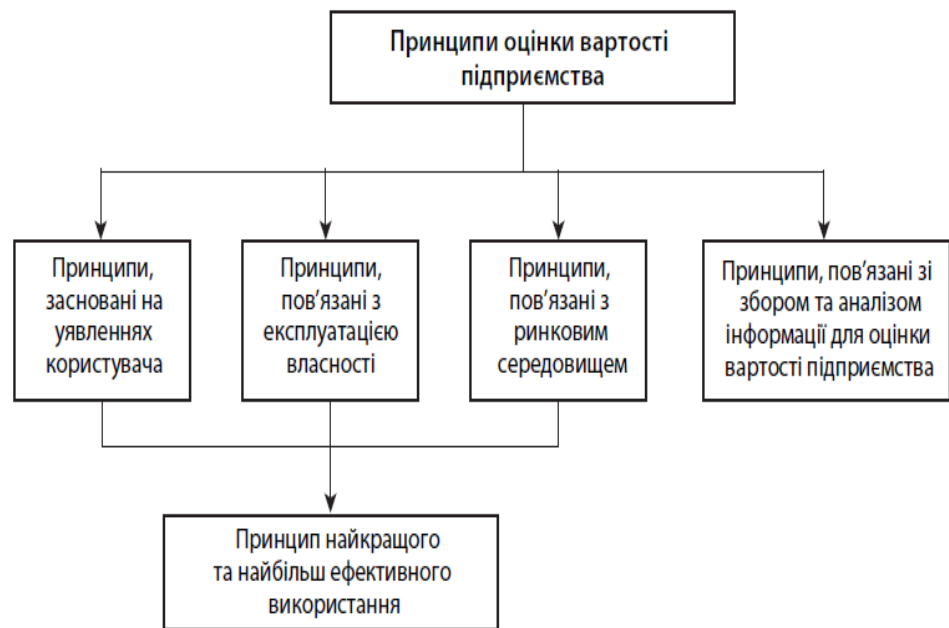 Принципи оцінки вартості
підприємства
Принципи,
засновані на
уявленнях
користувача
Принципи,
пов’язані з
експлуатацією
власності
Принципи,
пов’язані з
ринковим
середовищем
Принципи, пов’язані зі
збором та аналізом
інформації для оцінки
вартості підприємства
Принцип найкращого
та найбільш ефективного
використання